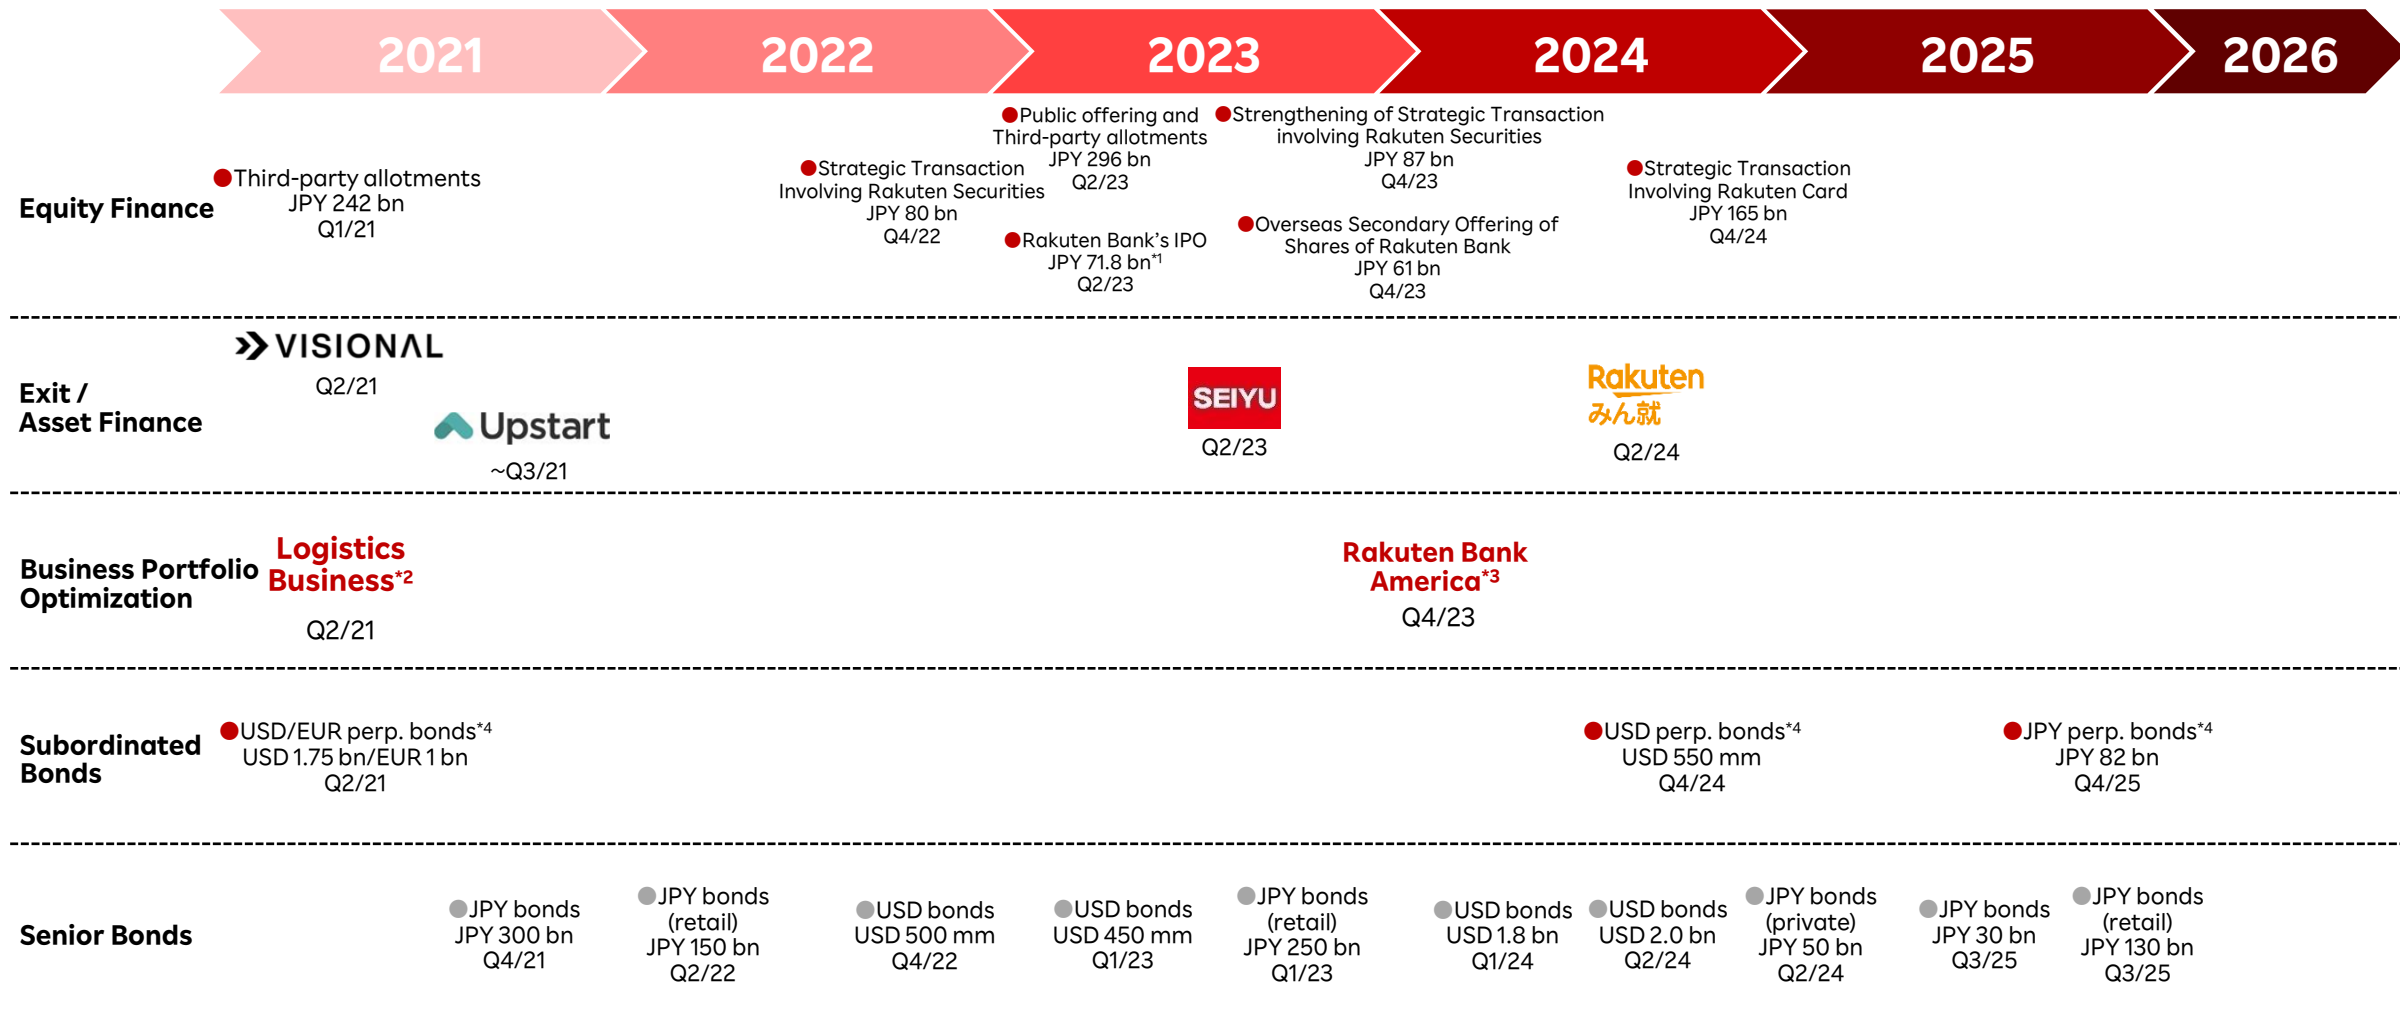 2021
2022
2023
2024
2025
2026
Equity Finance
Third-party allotments
JPY 242 bn
Q1/21
Strategic Transaction
Involving Rakuten Securities
JPY 80 bn
Q4/22
Public offering and
Third-party allotments
JPY 296 bn
Q2/23
Rakuten Bank’s IPO
JPY 71.8 bn*1
Q2/23
Strengthening of Strategic Transaction
involving Rakuten Securities
JPY 87 bn
Q4/23
Overseas Secondary Offering of
Shares of Rakuten Bank
JPY 61 bn
Q4/23
Strategic Transaction
Involving Rakuten Card
JPY 165 bn
Q4/24
Exit /
Asset Finance
VISIONAL
Q2/21
Upstart
~Q3/21
SEIYU
Q2/23
Rakuten
みん就
Q2/24
Business Portfolio
Optimization
Logistics
Business*2
Q2/21
Rakuten Bank
America*3
Q4/23
Subordinated
Bonds
USD/EUR perp. bonds*4
USD 1.75 bn/EUR 1 bn
Q2/21
USD perp. bonds*4
USD 550 mm
Q4/24
JPY perp. bonds*4
JPY 82 bn
Q4/25
Senior Bonds
JPY bonds
JPY 300 bn
Q4/21
JPY bonds
(retail)
JPY 150 bn
Q2/22
USD bonds
USD 500 mm
Q4/22
USD bonds
USD 450 mm
Q1/23
JPY bonds
(retail)
JPY 250 bn
Q1/23
USD bonds
USD 1.8 bn
Q1/24
USD bonds
USD 2.0 bn
Q2/24
JPY bonds
(private)
JPY 50 bn
Q2/24
JPY bonds
JPY 30 bn
Q3/25
JPY bonds
(retail)
JPY 130 bn
Q3/25